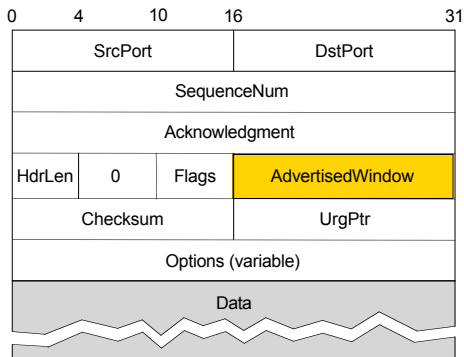 0 4 10 16 31
SrcPort DstPort
SequenceNum
Acknowledgment
HdrLen 0 Flags AdvertisedWindow
Checksum UrgPtr
Options (variable)
Data